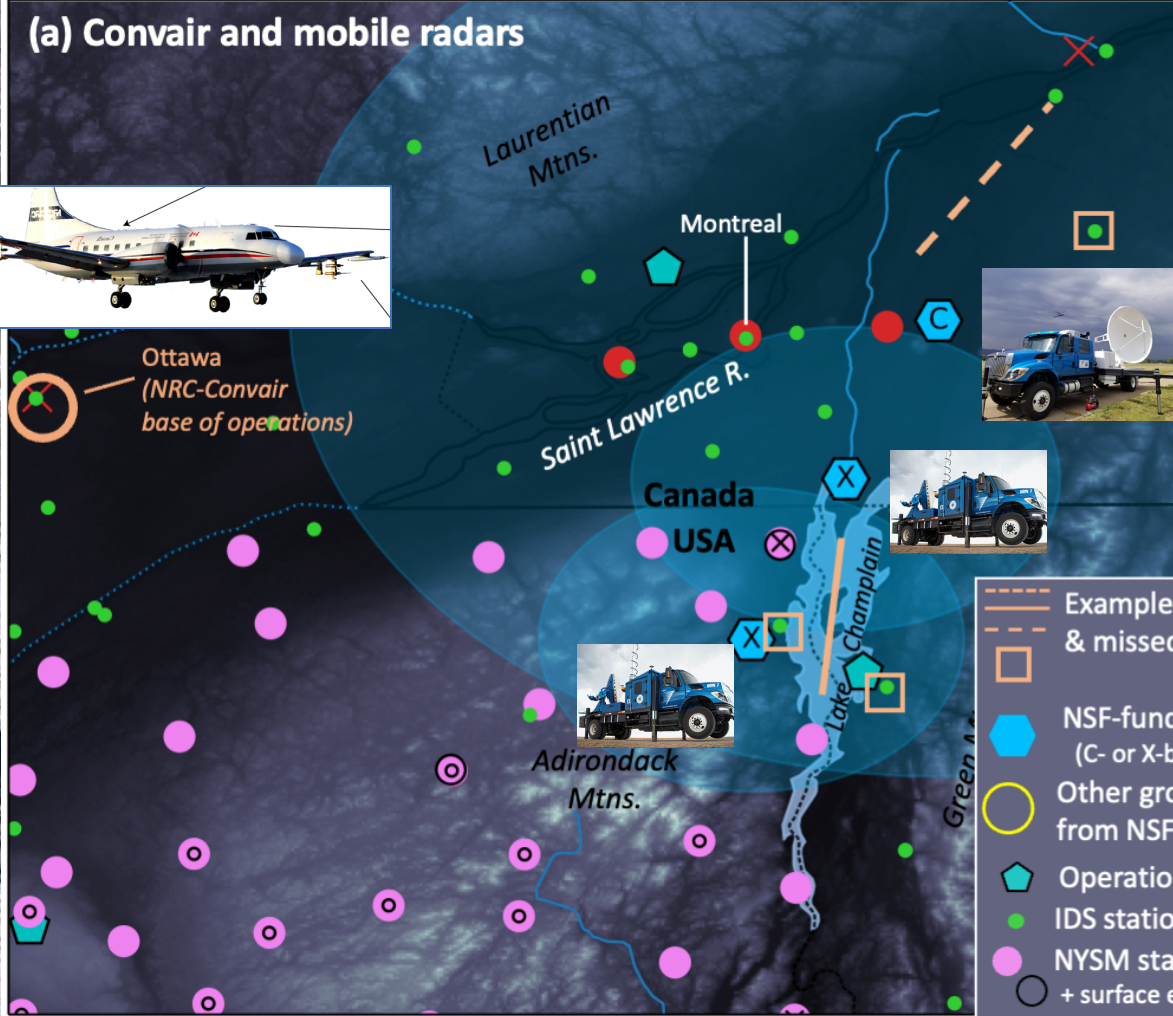 (a) Convair and mobile radars
Laurentian
Mtns.
Montreal
C
Ottawa
(NRC-Convair
base of operations)
Saint Lawrence R.
X
Canada
USA
X
Lake Champlain
X
Adirondack
Mtns.
Green M
Example
& missed
NSF-fund
(C- or X-b
Other gro
from NSF
Operatio
IDS statio
NYSM sta
+ surface e